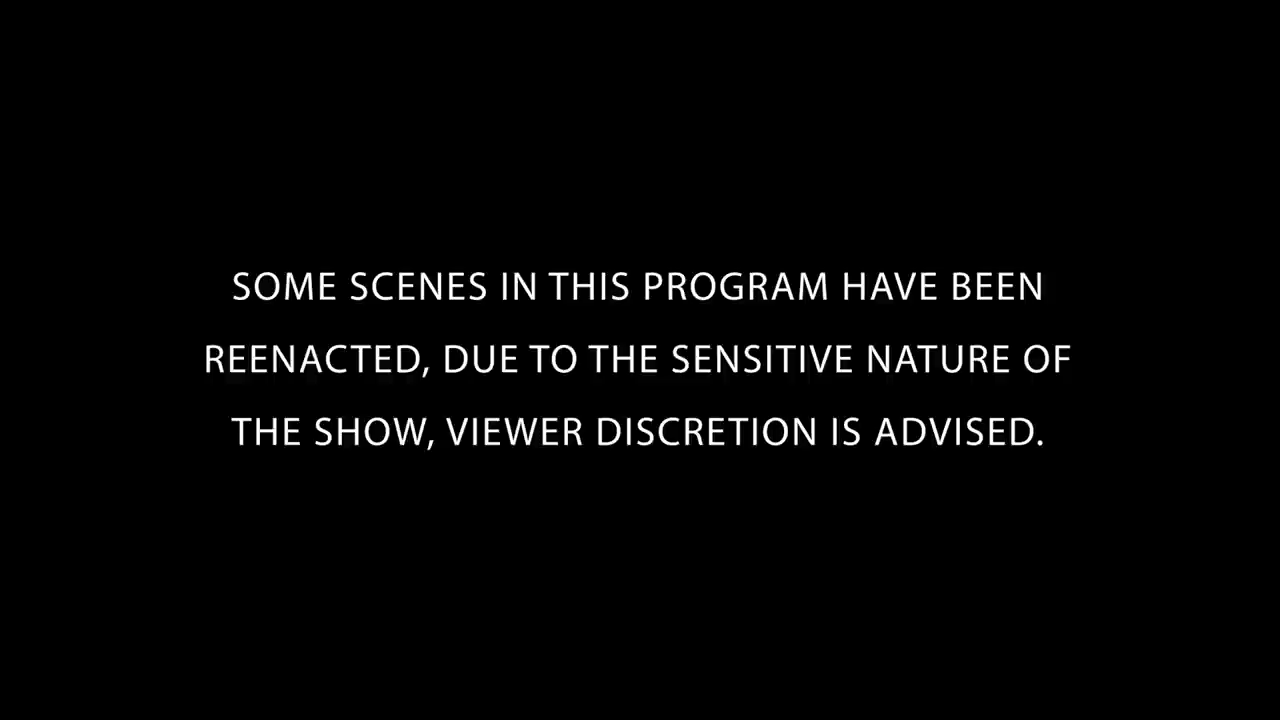 SOME SCENES IN THIS PROGRAM HAVE BEEN
REENACTED, DUE TO THE SENSITIVE NATURE OF
THE SHOW, VIEWER DISCRETION IS ADVISED.